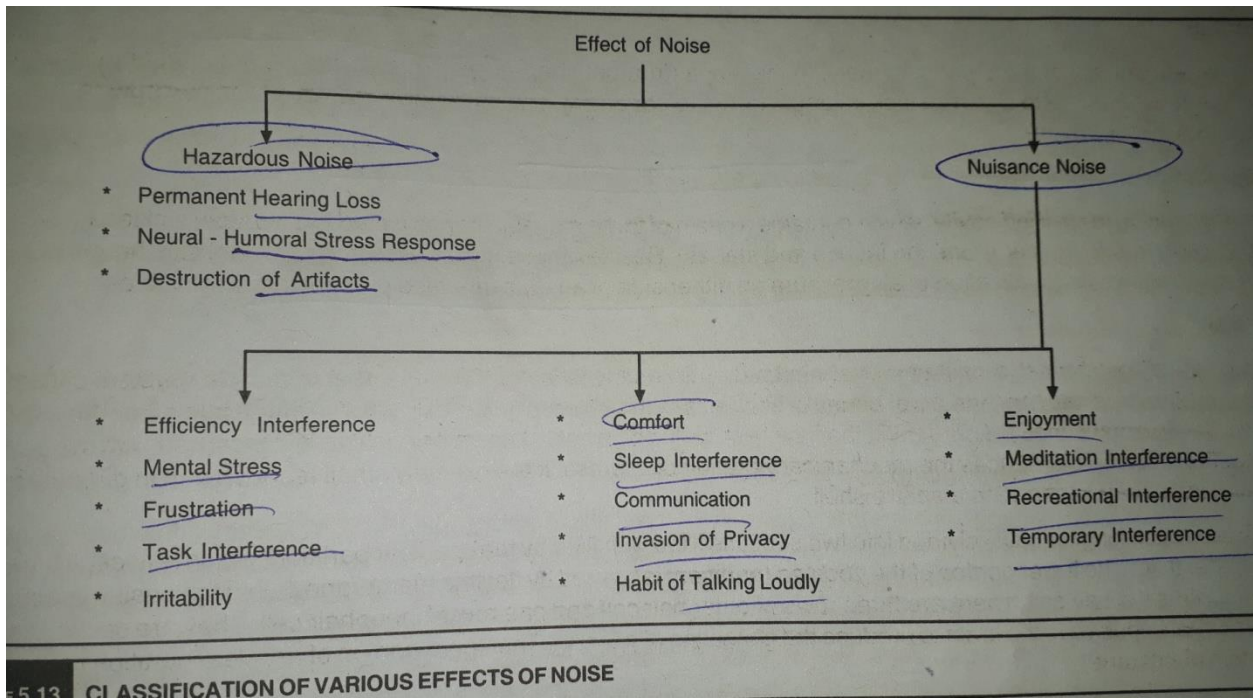 Effect of Noise
Hazardous Noise
* Permanent Hearing Loss
* Neural - Humoral Stress Response
* Destruction of Artifacts
Nuisance Noise
* Efficiency Interference
* Mental Stress
* Frustration
* Task Interference
* Irritability
* Comfort
* Sleep Interference
* Communication
* Invasion of Privacy
* Habit of Talking Loudly
* Enjoyment
* Meditation Interference
* Recreational Interference
* Temporary Interference
5.13 CLASSIFICATION OF VARIOUS EFFECTS OF NOISE